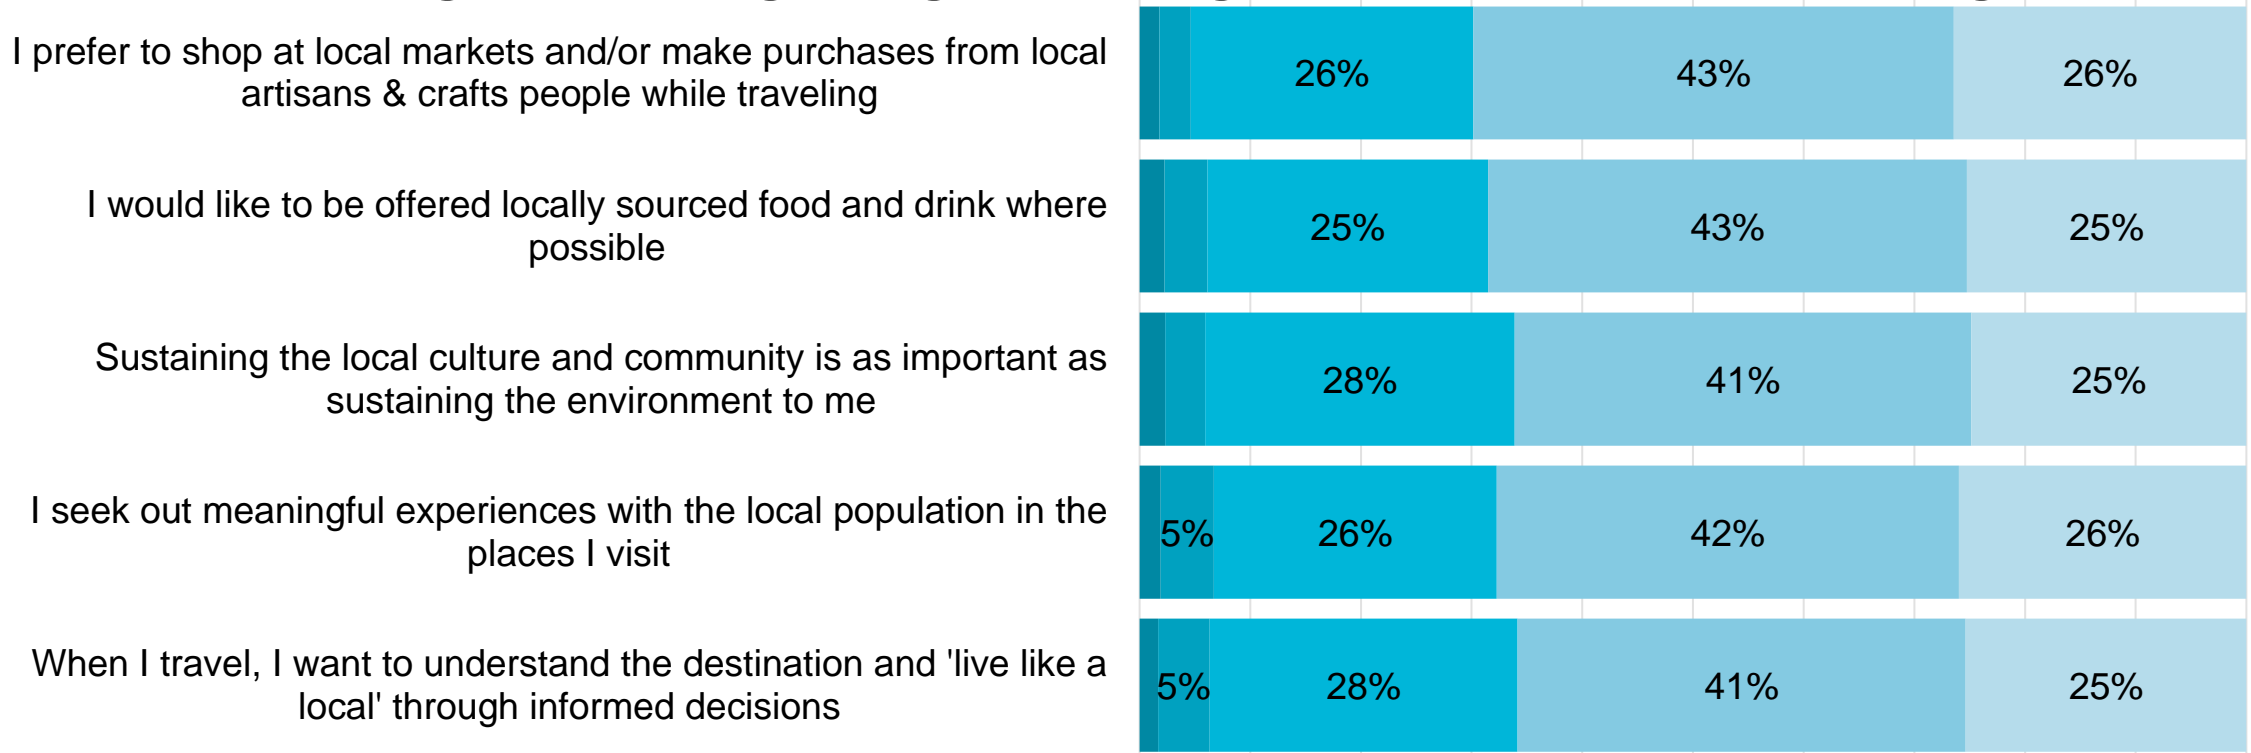 I prefer to shop at local markets and/or make purchases from local
artisans & crafts people while traveling
26% 43% 26%
I would like to be offered locally sourced food and drink where
possible
25% 43% 25%
Sustaining the local culture and community is as important as
sustaining the environment to me
28% 41% 25%
I seek out meaningful experiences with the local population in the
places I visit
5% 26% 42% 26%
When I travel, I want to understand the destination and 'live like a
local' through informed decisions
5% 28% 41% 25%